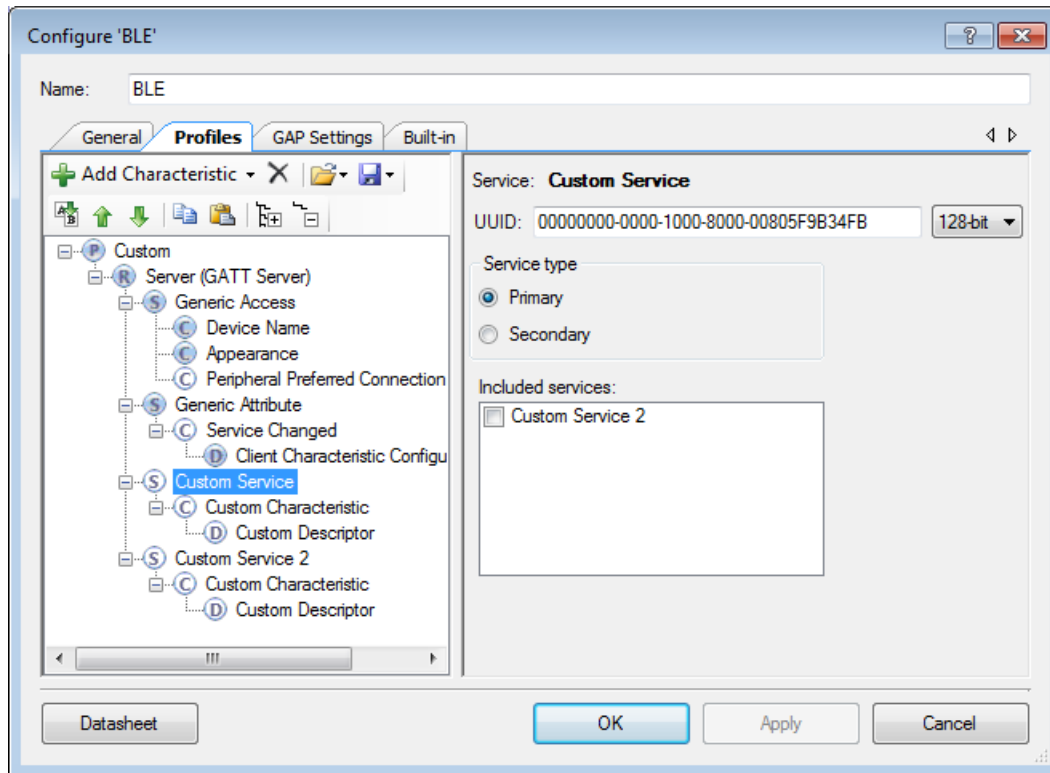 Configure 'BLE'
Name: BLE
General Profiles GAP Settings Built-in
Add Characteristic
Custom
Server (GATT Server)
Generic Access
Device Name
Appearance
Peripheral Preferred Connection
Generic Attribute
Service Changed
Client Characteristic Configu
Custom Service
Custom Characteristic
Custom Descriptor
Custom Service 2
Custom Characteristic
Custom Descriptor
Service: Custom Service
UUID: 00000000-0000-1000-8000-00805F9B34FB 128-bit
Service type
Primary
Secondary
Included services:
Custom Service 2
Datasheet OK Apply Cancel